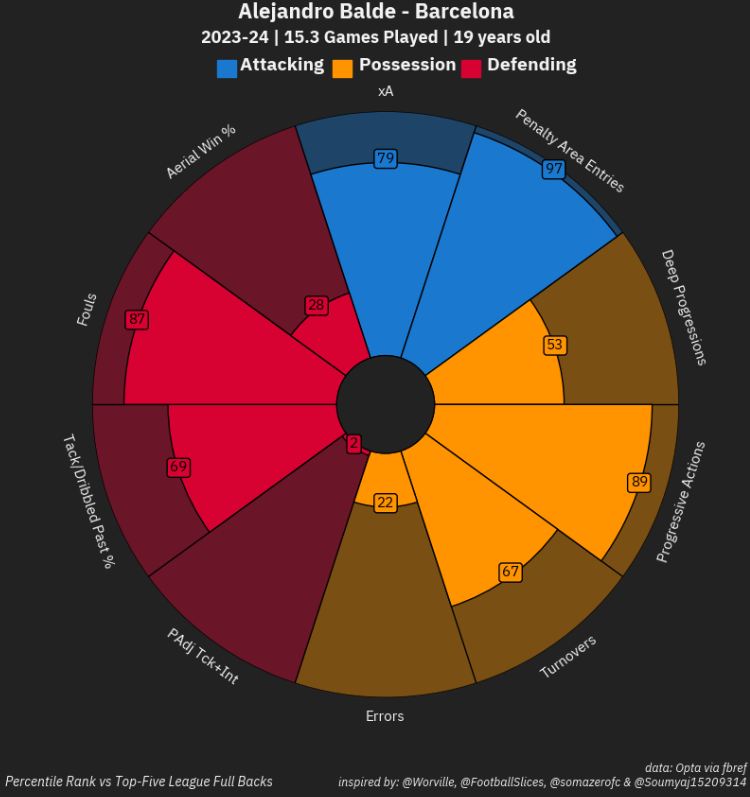 Alejandro Balde - Barcelona
2023-24 | 15.3 Games Played | 19 years old
Attacking Possession Defending
xA
Penalty Area Entries
Aerial Win %
79
97
Deep Progressions
Fouls
28
87
53
2
69
Tack/Dribbled Past %
89
Progressive Actions
22
67
PAdj Tck+Int
Turnovers
Errors
data: Opta via fbref
Percentile Rank vs Top-Five League Full Backs
inspired by: @Worville, @FootballSlices, @somazerofc & @Soumyaj15209314